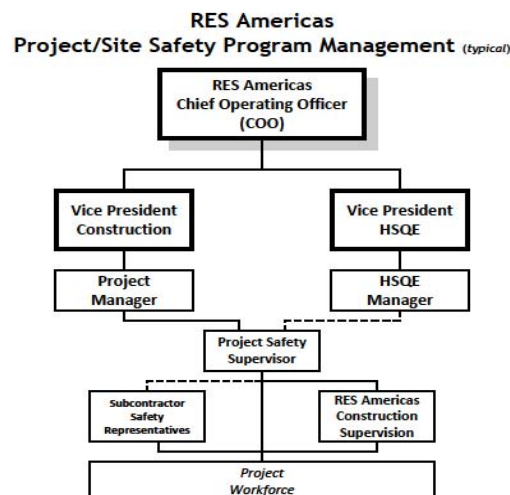 RES Americas
Project/Site Safety Program Management (typical)
RES Americas
Chief Operating Officer
(COO)
Vice President
Construction
Vice President
HSQE
Project
Manager
HSQE
Manager
Project Safety
Supervisor
Subcontractor
Safety
Representatives
RES Americas
Construction
Supervision
Project
Workforce